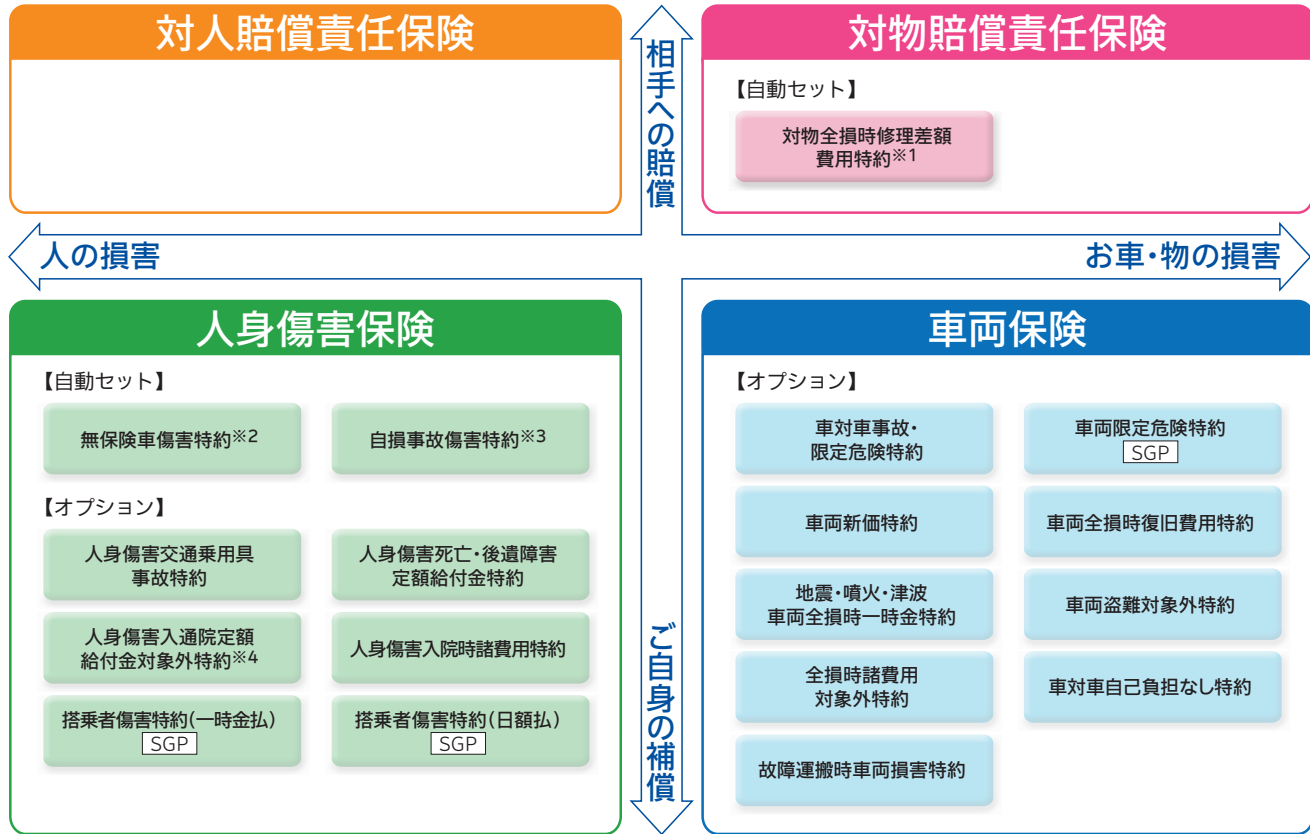 対人賠償責任保険
相手への賠償
対物賠償責任保険
【自動セット】
対物全損時修理差額
費用特約※1
人の損害
お車・物の損害
人身傷害保険
【自動セット】
無保険車傷害特約※2
自損事故傷害特約※3
【オプション】
人身傷害交通乗用具
事故特約
人身傷害死亡・後遺障害
定額給付金特約
人身傷害入通院定額
給付金対象外特約※4
人身傷害入院時諸費用特約
搭乗者傷害特約(一時金払)
SGP
搭乗者傷害特約(日額払)
SGP
ご自身の補償
車両保険
【オプション】
車対車事故・
限定危険特約
車両限定危険特約
SGP
車両新価特約
車両全損時復旧費用特約
地震・噴火・津波
車両全損時一時金特約
車両盗難対象外特約
全損時諸費用
対象外特約
車対車自己負担なし特約
故障運搬時車両損害特約